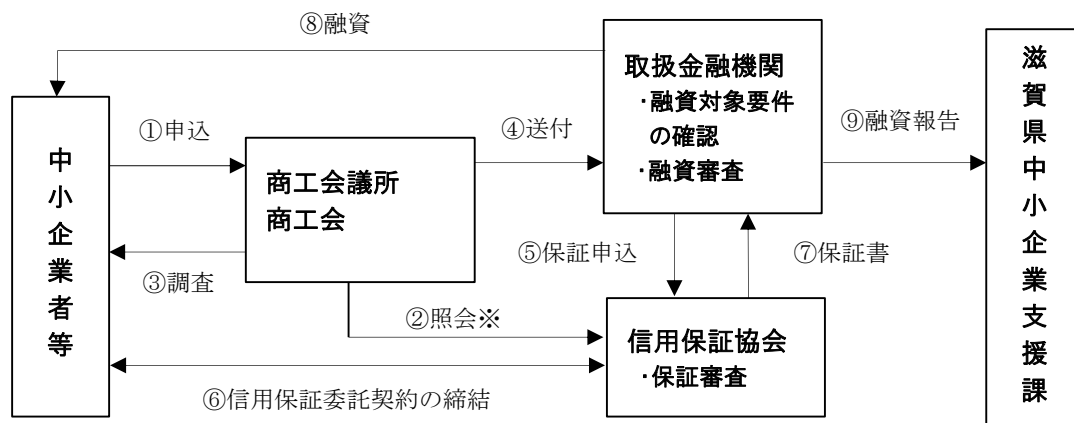 ⑧融資
取扱金融機関
・融資対象要件
の確認
・融資審査
滋賀県中小企業支援課
①申込
④送付
⑨融資報告
中小企業者等
商工会議所
商工会
③調査
⑤保証申込
⑦保証書
②照会※
信用保証協会
・保証審査
⑥信用保証委託契約の締結